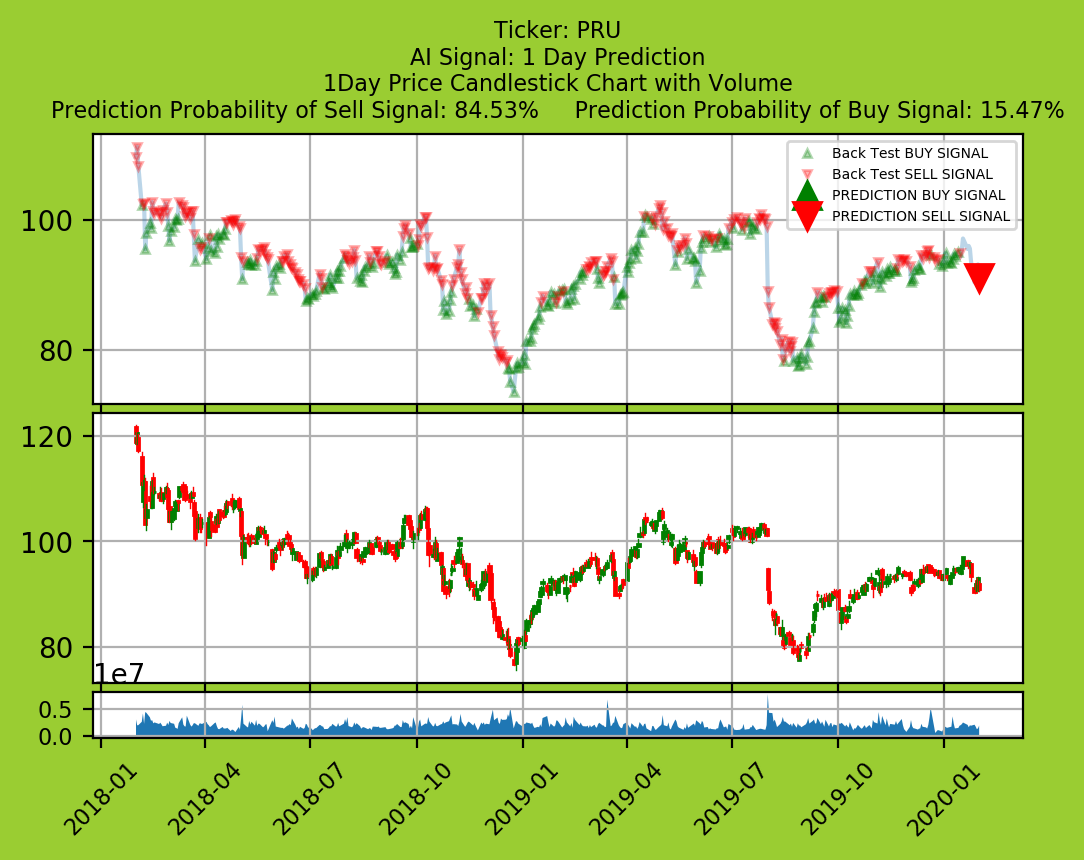 Ticker: PRU
AI Signal: 1 Day Prediction
1Day Price Candlestick Chart with Volume
Prediction Probability of Sell Signal: 84.53% Prediction Probability of Buy Signal: 15.47%
Back Test BUY SIGNAL
Back Test SELL SIGNAL
PREDICTION BUY SIGNAL
PREDICTION SELL SIGNAL
100
80
120
100
80
1e7
0.5
0.0
2018-01 2018-04 2018-07 2018-10 2019-01 2019-04 2019-07 2019-10 2020-01